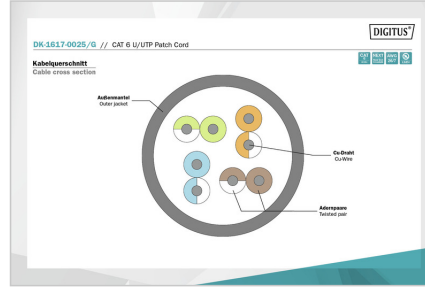 DIGITUS®
DK-1617-0025/G // CAT 6 U/UTP Patch Cord
Kabelquerschnitt
Cable cross section
Außenmantel
Outer jacket
Cu-Draht
Cu-Wire
Adernpaare
Twisted pair